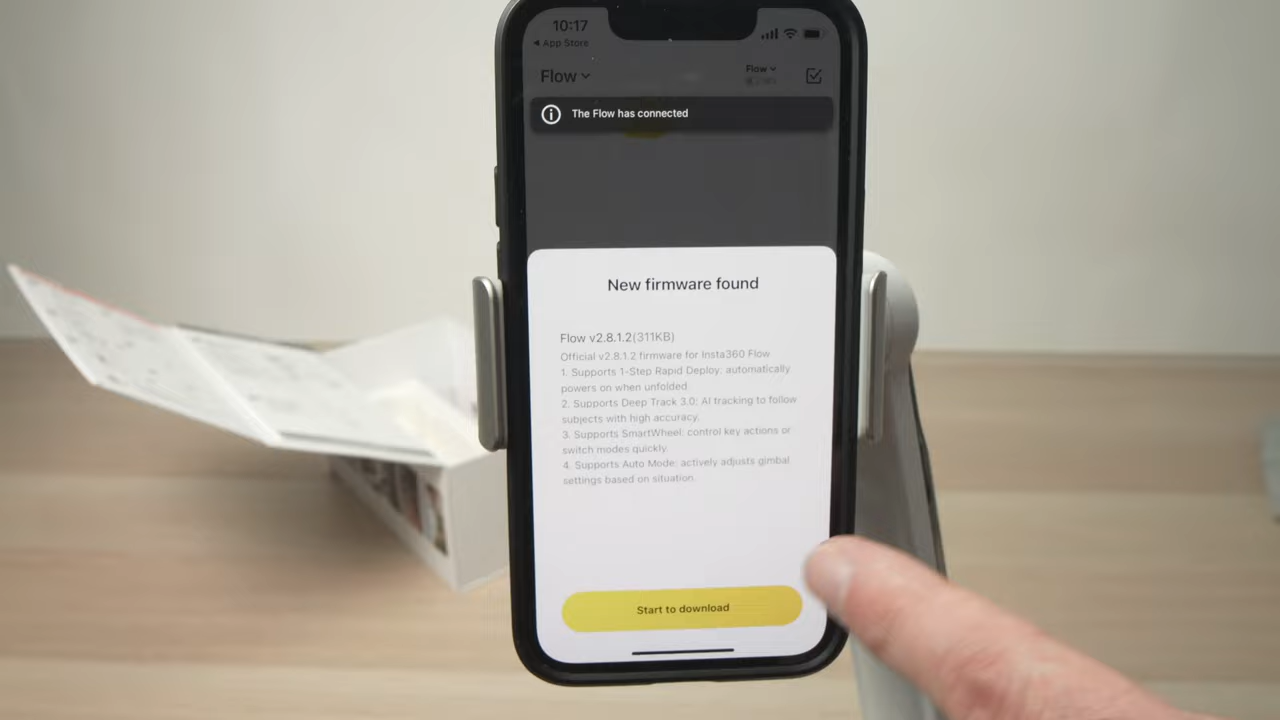 10:17
App Store
Flow
Flow
The Flow has connected
New firmware found
Flow v2.8.1.2(311KB)
Official v2.8.1.2 firmware for Insta360 Flow
1. Supports 1-Step Rapid Deploy: automatically
powers on when unfolded
2. Supports Deep Track 3.0: AI tracking to follow
subjects with high accuracy.
3. Supports SmartWheel: control key actions or
switch modes quickly.
4. Supports Auto Mode: actively adjusts gimbal
settings based on situation.
Start to download